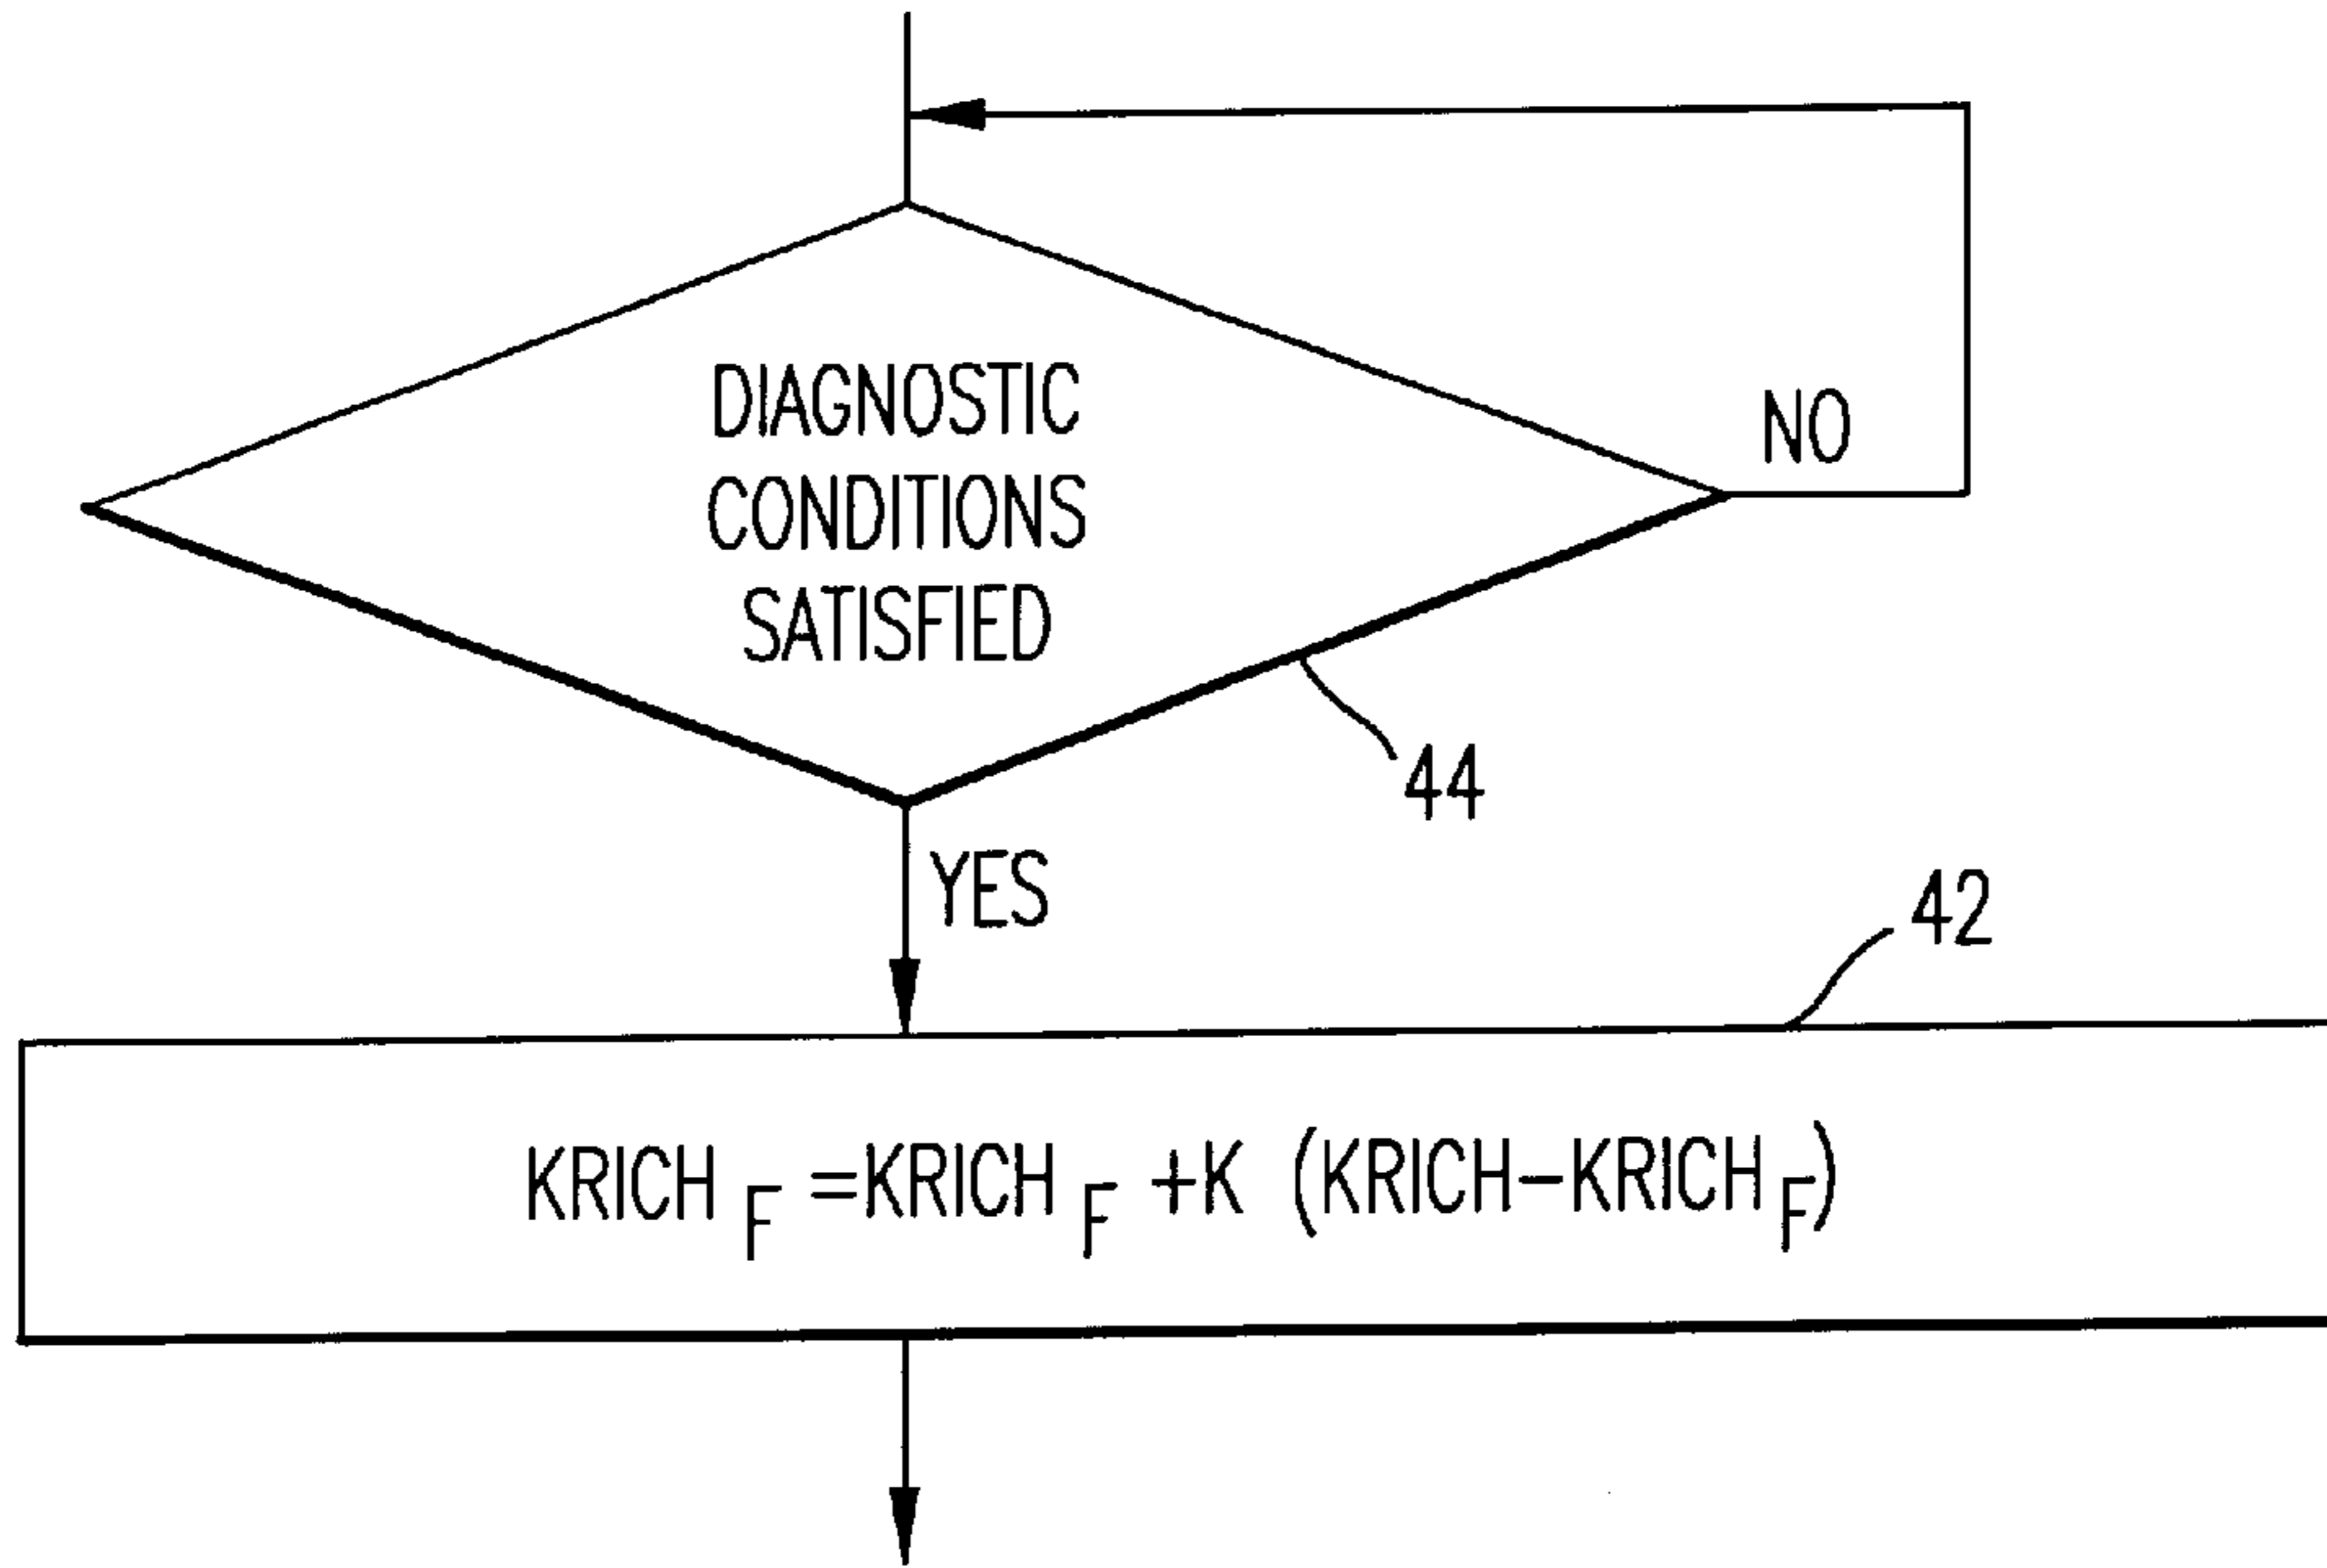 DIAGNOSTIC
CONDITIONS
SATISFIED
NO
44
YES
42
KRICH F =KRICH F +K (KRICH-KRICH F)